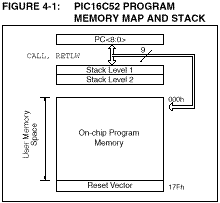 FIGURE 4-1: PIC16C52 PROGRAM
MEMORY MAP AND STACK
PC<8:0>
9
CALL, RETLW
Stack Level 1
Stack Level 2
000h
User Memory
Space
On-chip Program
Memory
Reset Vector
17Fh